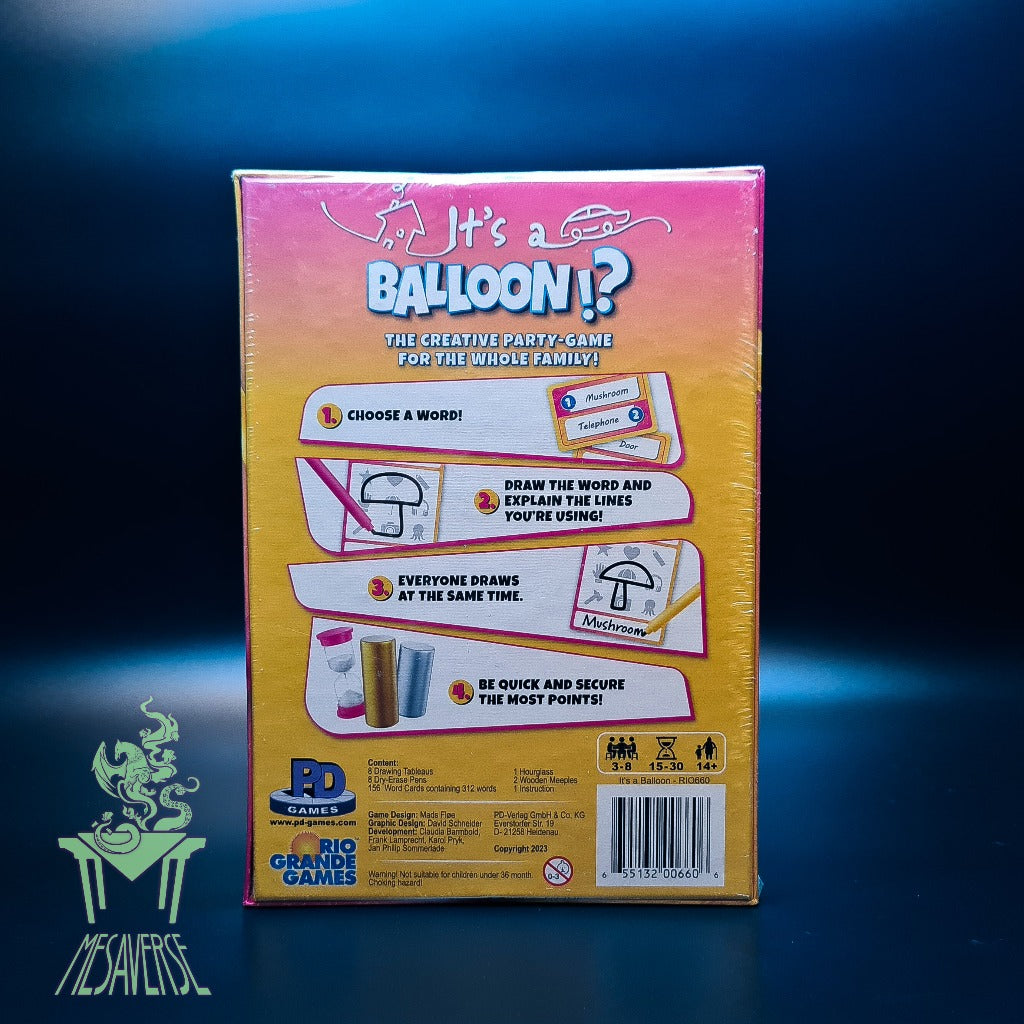 It's a
BALLOON!?
THE CREATIVE PARTY-GAME
FOR THE WHOLE FAMILY!
1. CHOOSE A WORD!
1 Mushroom
Telephone 2
Door
2. DRAW THE WORD AND
EXPLAIN THE LINES
YOU'RE USING!
3. EVERYONE DRAWS
AT THE SAME TIME.
Mushroom
4. BE QUICK AND SECURE
THE MOST POINTS!
3-8 15-30 14+
It's a Balloon - RIO660
PD
GAMES
www.pd-games.com
RIO
GRANDE
GAMES
Content:
8 Drawing Tableaus
8 Dry-Erase Pens
156 Word Cards containing 312 words
1 Hourglass
2 Wooden Meeples
1 Instruction
Game Design: Mads Fløe
Graphic Design: David Schneider
Development: Claudia Barmbold,
Frank Lamprecht, Karol Pryk,
Jan Philip Sommerlade
PD-Verlag GmbH & Co. KG
Everstorfer Str. 19
D- 21258 Heidenau
Copyright 2023
Warning! Not suitable for children under 36 month.
Choking hazard!
0-3
6 55132 00660 6
MESAVERSE